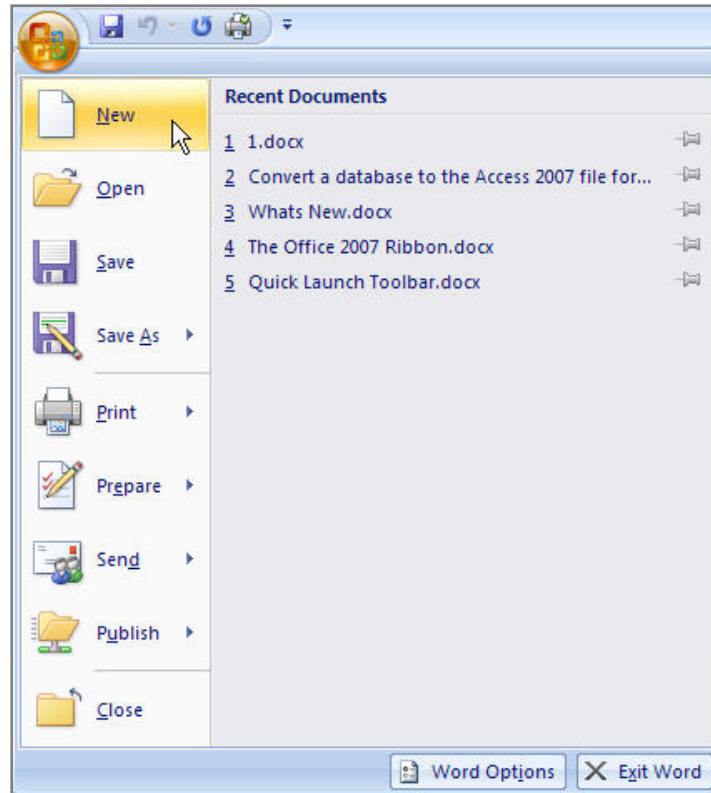 New
Open
Save
Save As
Print
Prepare
Send
Publish
Close
Recent Documents
1 1.docx
2 Convert a database to the Access 2007 file for...
3 Whats New.docx
4 The Office 2007 Ribbon.docx
5 Quick Launch Toolbar.docx
Word Options
Exit Word